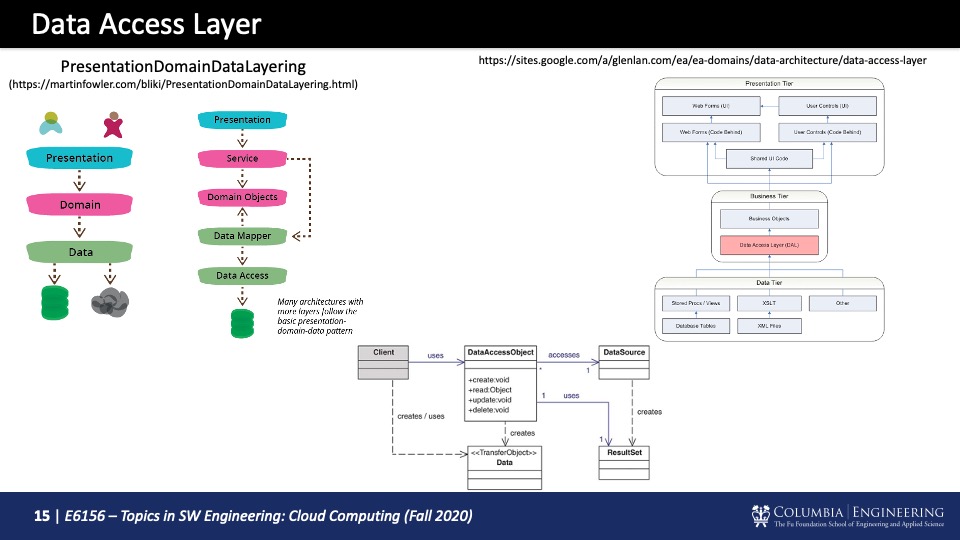 Data Access Layer
PresentationDomainDataLayering
(https://martinfowler.com/bliki/PresentationDomainDataLayering.html)
https://sites.google.com/a/glenlan.com/ea/ea-domains/data-architecture/data-access-layer
Presentation
Domain
Data
Presentation
Service
Domain Objects
Data Mapper
Data Access
Many architectures with
more layers follow the
basic presentation-
domain-data pattern
Presentation Tier
Web Forms (UI)
User Controls (UI)
Web Forms (Code Behind)
User Controls (Code Behind)
Shared UI Code
Business Tier
Business Objects
Data Access Layer (DAL)
Data Tier
Stored Procs / Views
XSLT
Other
Database Tables
XML Files
Client
uses
DataAccessObject
accesses
DataSource
*
1
+create:void
+read:Object
+update:void
+delete:void
1
uses
creates / uses
creates
creates
1
<<TransferObject>>
Data
ResultSet
15 | E6156 – Topics in SW Engineering: Cloud Computing (Fall 2020)
COLUMBIA | ENGINEERING
The Fu Foundation School of Engineering and Applied Science